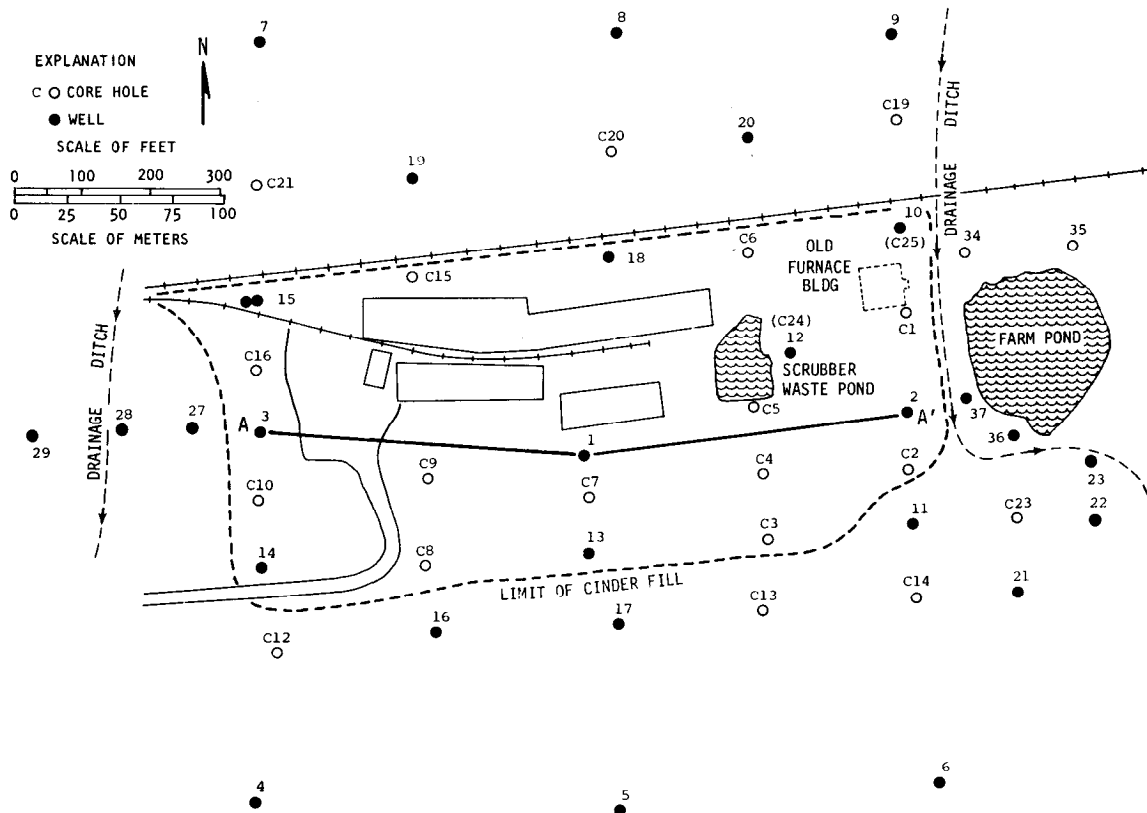 7
8
9
N
EXPLANATION
C CORE HOLE
WELL
SCALE OF FEET
0 100 200 300
0 25 50 75 100
SCALE OF METERS
C19
DITCH
DRAINAGE
C20
20
19
C21
10
(C25)
34
35
C6
OLD
FURNACE
BLDG
18
C15
15
C1
FARM POND
(C24)
12
SCRUBBER
WASTE POND
DITCH
DRAINAGE
C16
C5
2
A'
37
36
28
27
A
3
29
1
23
C9
C4
C2
C10
C7
22
C23
11
C3
13
14
C8
LIMIT OF CINDER FILL
C14
21
C13
17
16
C12
6
4
5